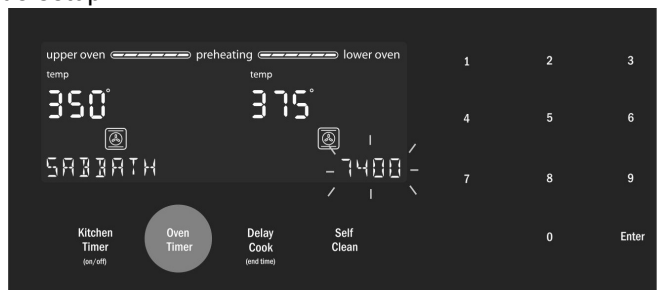 Setup
upper oven preheating lower oven
temp temp
350° 375°
SABBATH 7400
Kitchen Timer (on/off)
Oven Timer
Delay Cook (end time)
Self Clean
1 2 3
4 5 6
7 8 9
0 Enter